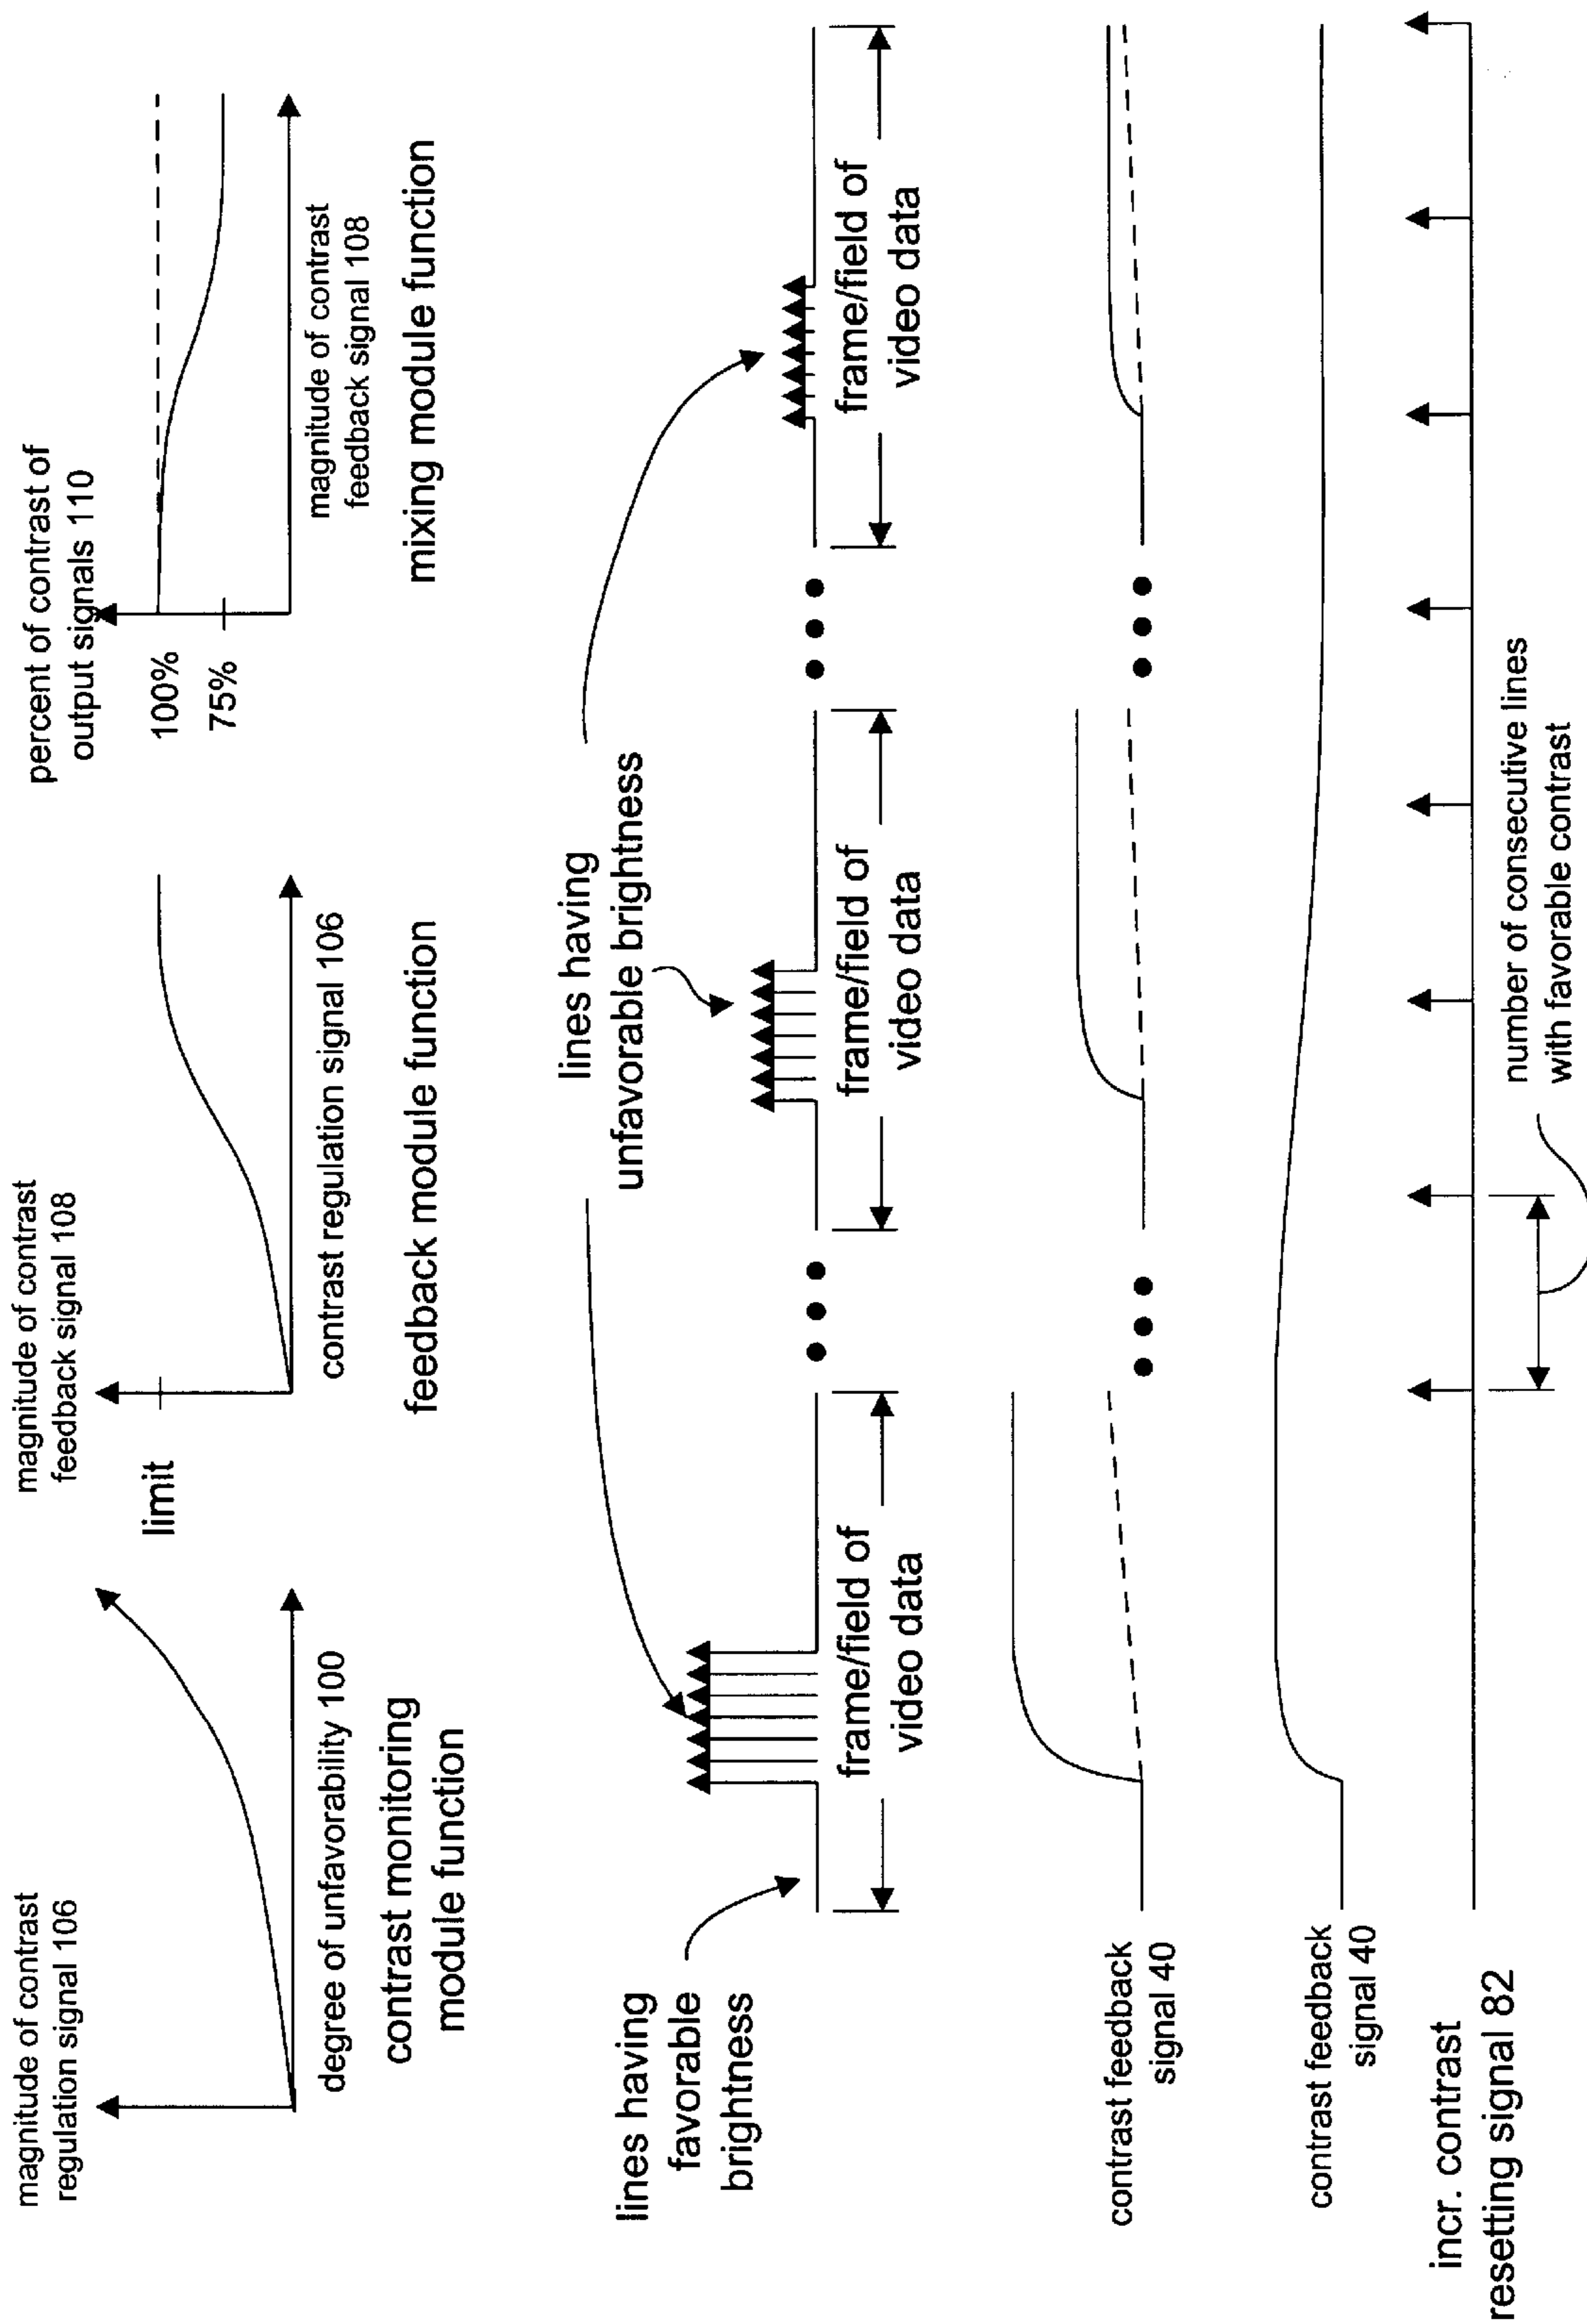 magnitude of contrast
regulation signal 106
degree of unfavorability 100
contrast monitoring
module function
magnitude of contrast
feedback signal 108
limit
contrast regulation signal 106
feedback module function
percent of contrast of
output signals 110
100%
75%
magnitude of contrast
feedback signal 108
mixing module function
lines having
unfavorable brightness
lines having
favorable
brightness
frame/field of
video data
frame/field of
video data
frame/field of
video data
contrast feedback
signal 40
contrast feedback
signal 40
incr. contrast
resetting signal 82
number of consecutive lines
with favorable contrast